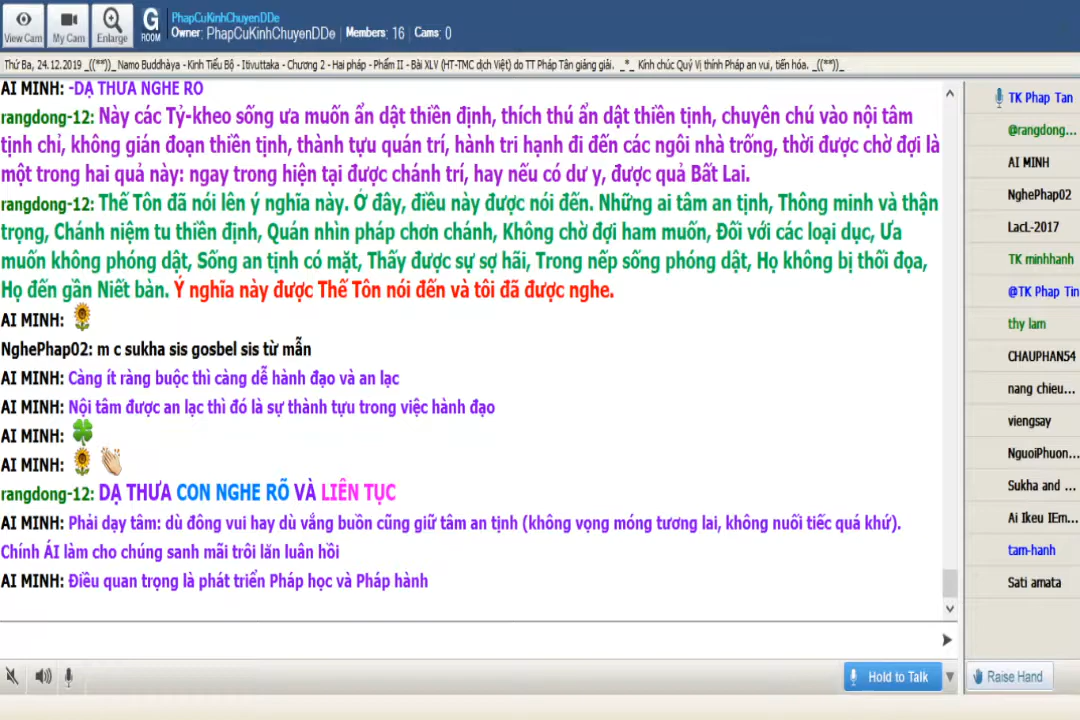 PhapCuKinhChuyenDDe
Owner: PhapCuKinhChuyenDDe | Members: 16 | Cams: 0
View Cam My Cam Enlarge G ROOM
Thứ Ba, 24.12.2019 _((**))_ Namo Buddhàya - Kinh Tiểu Bộ - Itivuttaka - Chương 2 - Hai pháp - Phẩm II - Bài XLV (HT-TMC dịch Việt) do TT Pháp Tân giảng giải. _*_ Kính chúc Quý Vị thính Pháp an vui, tiến hóa. _((**))_
AI MINH: -DẠ THƯA NGHE RÕ
rangdong-12: Này các Tỷ-kheo sống ưa muốn ẩn dật thiền định, thích thú ẩn dật thiền tịnh, chuyên chú vào nội tâm
tịnh chỉ, không gián đoạn thiền tịnh, thành tựu quán trí, hành trì hạnh đi đến các ngôi nhà trống, thời được chờ đợi là
một trong hai quả này: ngay trong hiện tại được chánh trí, hay nếu có dư y, được quả Bất Lai.
rangdong-12: Thế Tôn đã nói lên ý nghĩa này. Ở đây, điều này được nói đến. Những ai tâm an tịnh, Thông minh và thận
trọng, Chánh niệm tu thiền định, Quán nhìn pháp chơn chánh, Không chờ đợi ham muốn, Đối với các loại dục, Ưa
muốn không phóng dật, Sống an tịnh có mặt, Thấy được sự sợ hãi, Trong nếp sống phóng dật, Họ không bị thối đọa,
Họ đến gần Niết bàn. Ý nghĩa này được Thế Tôn nói đến và tôi đã được nghe.
AI MINH:
NghePhap02: m c sukha sis gosbel sis từ mẫn
AI MINH: Càng ít ràng buộc thì càng dễ hành đạo và an lạc
AI MINH: Nội tâm được an lạc thì đó là sự thành tựu trong việc hành đạo
AI MINH:
AI MINH:
rangdong-12: DẠ THƯA CON NGHE RÕ VÀ LIÊN TỤC
AI MINH: Phải dạy tâm: dù đông vui hay dù vắng buồn cũng giữ tâm an tịnh (không vọng móng tương lai, không nuối tiếc quá khứ).
Chính ÁI làm cho chúng sanh mãi trôi lăn luân hồi
AI MINH: Điều quan trọng là phát triển Pháp học và Pháp hành
TK Phap Tan
@rangdong...
AI MINH
NghePhap02
LacL-2017
TK minhhanh
@TK Phap Tin
thy lam
CHAUPHAN54
nang chieu...
viengsay
NguoiPhuon...
Sukha and ...
Ai Ikeu IEm...
tam-hanh
Sati amata
Hold to Talk
Raise Hand